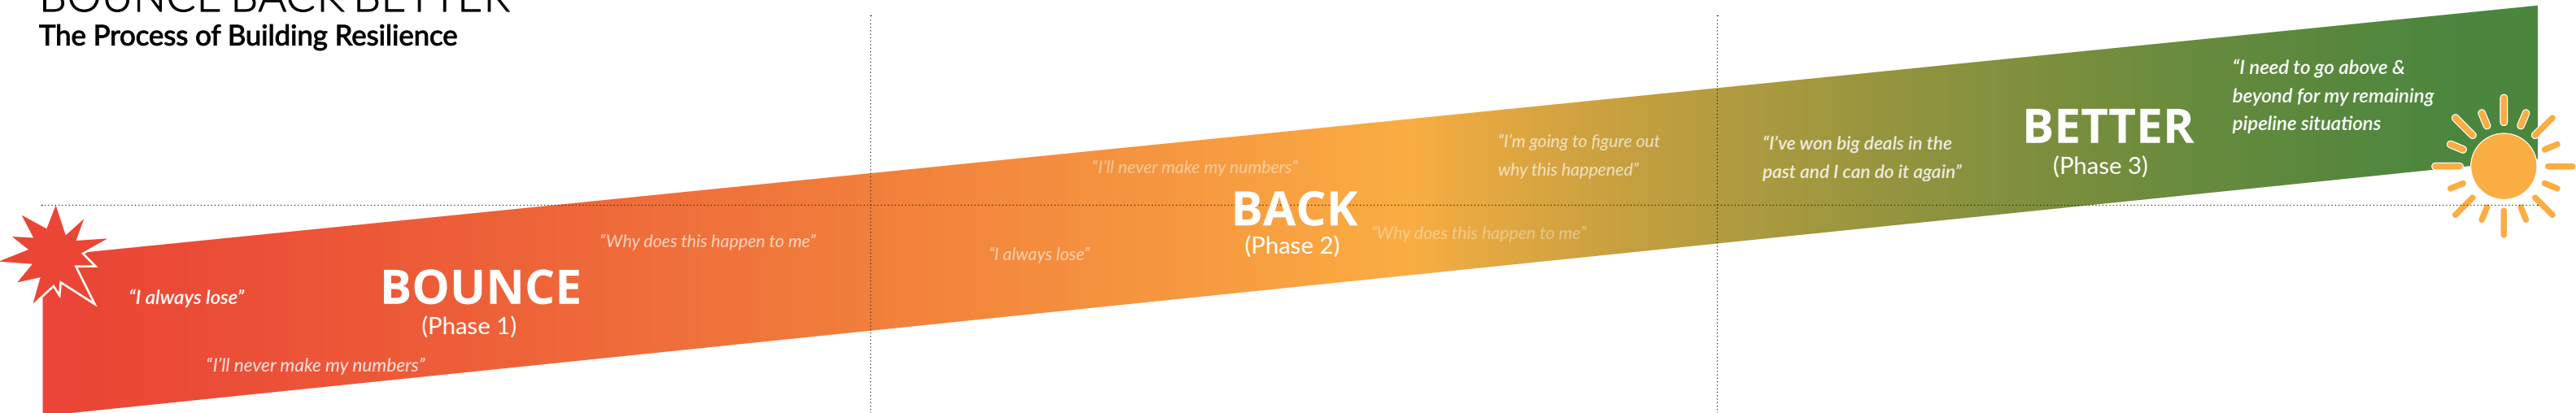 BOUNCE BACK BETTER
The Process of Building Resilience
“I always lose”
“I’ll never make my numbers”
BOUNCE
(Phase 1)
“Why does this happen to me”
“I always lose”
“I’ll never make my numbers”
BACK
(Phase 2)
“Why does this happen to me”
“I’m going to figure out
why this happened”
“I’ve won big deals in the
past and I can do it again”
BETTER
(Phase 3)
“I need to go above &
beyond for my remaining
pipeline situations